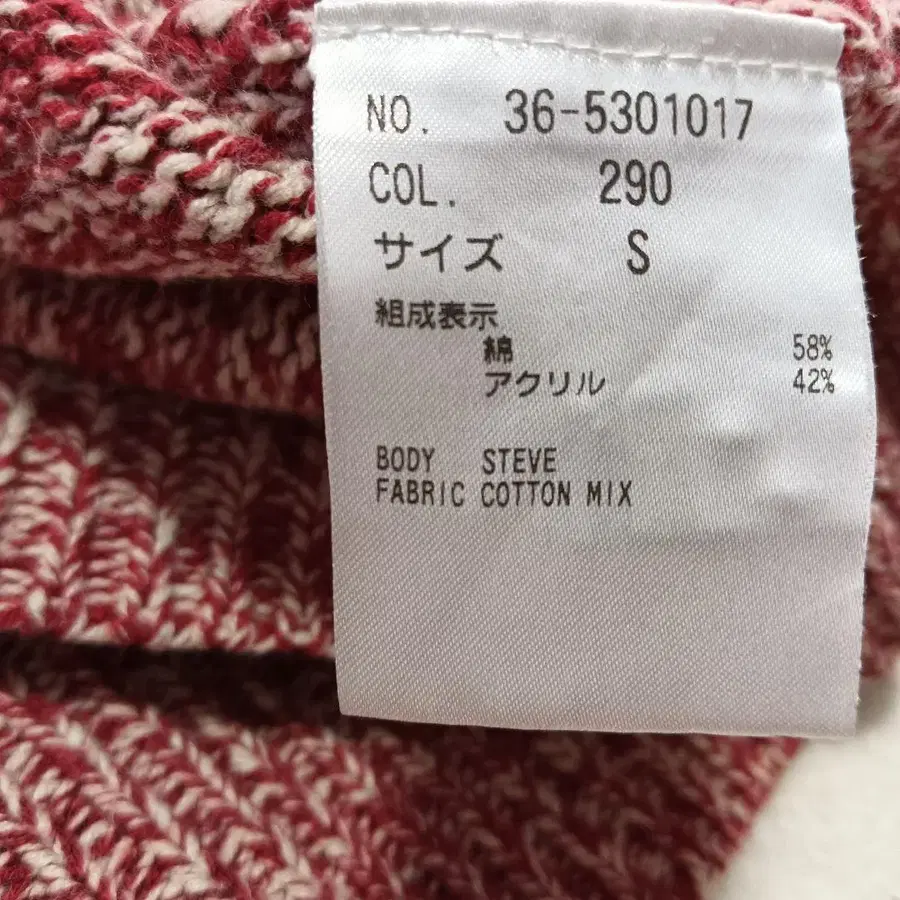 NO. 36-5301017
COL. 290
サイズ S
組成表示
綿 58%
アクリル 42%
BODY STEVE
FABRIC COTTON MIX